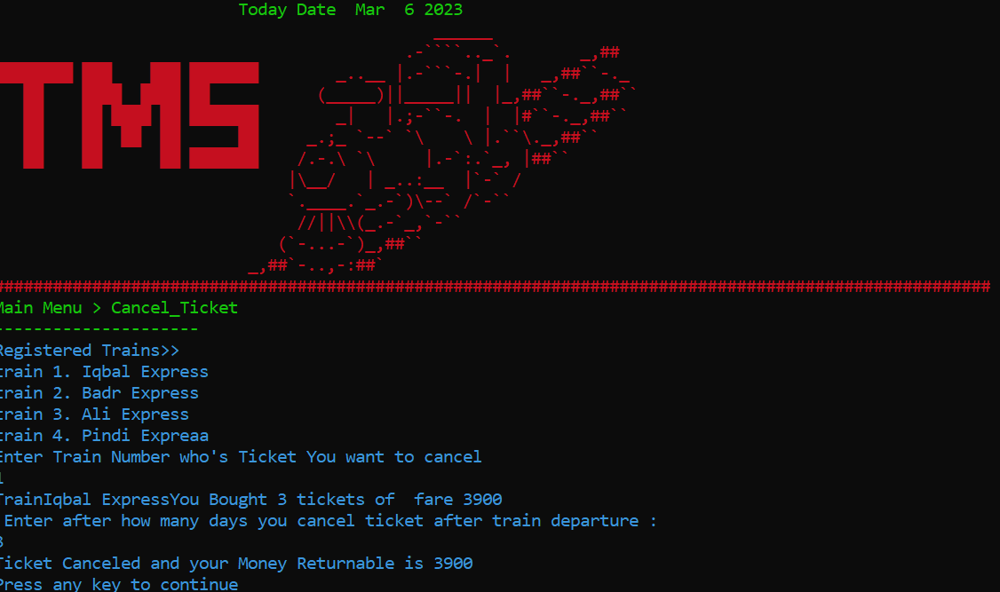 Today Date  Mar  6 2023
TMS
################################################################################
Main Menu > Cancel_Ticket
---------------------
Registered Trains>>
train 1. Iqbal Express
train 2. Badr Express
train 3. Ali Express
train 4. Pindi Expreaa
Enter Train Number who's Ticket You want to cancel
1
TrainIqbal ExpressYou Bought 3 tickets of  fare 3900
Enter after how many days you cancel ticket after train departure :
3
Ticket Canceled and your Money Returnable is 3900
Press any key to continue